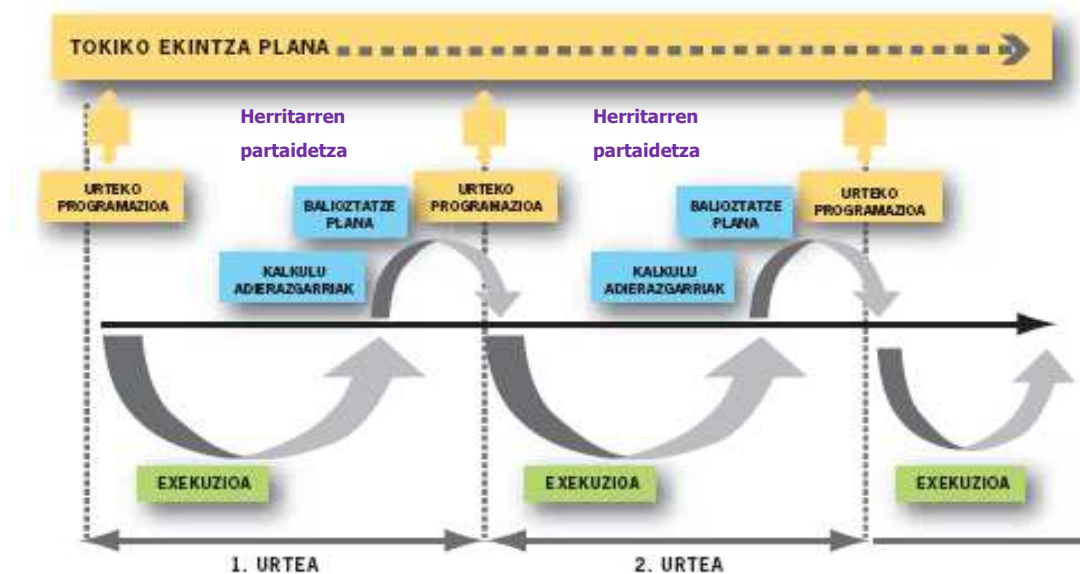 TOKIKO EKINTZA PLANA
Herritarren
partaidetza
Herritarren
partaidetza
URTEKO
PROGRAMAZIOA
BALIOZTATZE
PLANA
URTEKO
PROGRAMAZIOA
BALIOZTATZE
PLANA
URTEKO
PROGRAMAZIOA
KALKULU
ADIERAZGARRIAK
KALKULU
ADIERAZGARRIAK
EXEKUZIOA
EXEKUZIOA
EXEKUZIOA
1. URTEA
2. URTEA